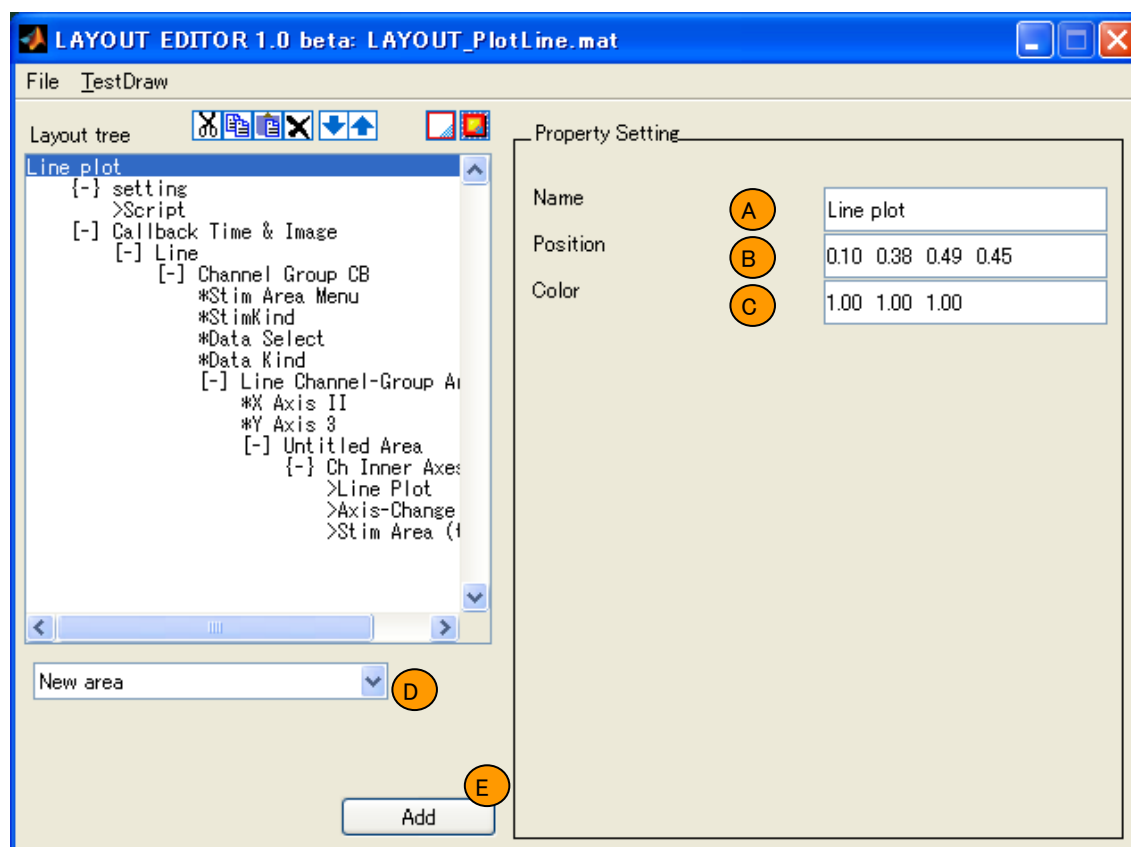 LAYOUT EDITOR 1.0 beta: LAYOUT_PlotLine.mat
File TestDraw
Layout tree
Line plot
{-} setting
>Script
[-] Callback Time & Image
[-] Line
[-] Channel Group CB
*Stim Area Menu
*StimKind
*Data Select
*Data Kind
[-] Line Channel-Group
*X Axis II
*Y Axis 3
[-] Untitled Area
{-} Ch Inner Axes
>Line Plot
>Axis-Change
>Stim Area (
New area
D
E
Add
Property Setting
Name
A
Line plot
Position
B
0.10 0.38 0.49 0.45
Color
C
1.00 1.00 1.00